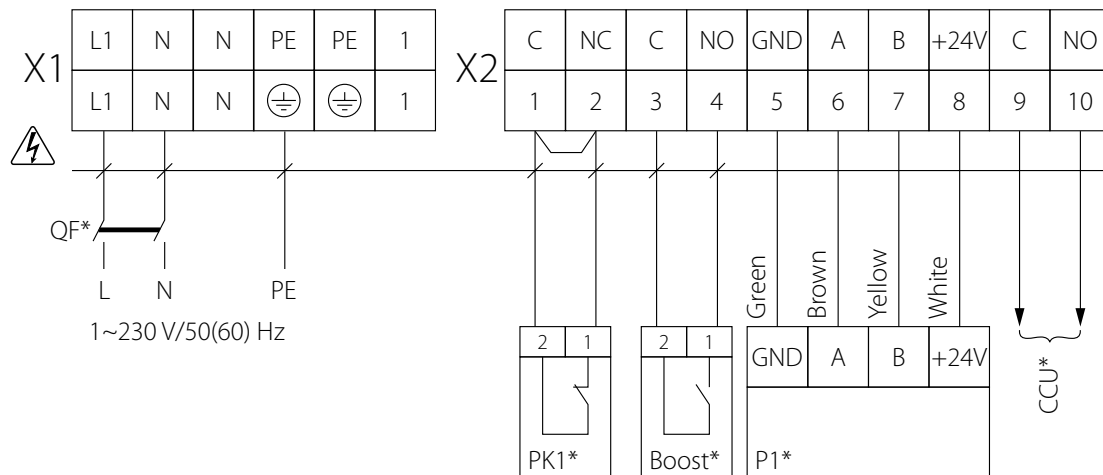 X1
L1 N N PE PE 1
L1 N N 1
X2
C NC C NO GND A B +24V C NO
1 2 3 4 5 6 7 8 9 10
QF*
L N PE
1~230 V/50(60) Hz
Green
Brown
Yellow
White
2 1
PK1*
2 1
Boost*
GND A B +24V
P1*
CCU*